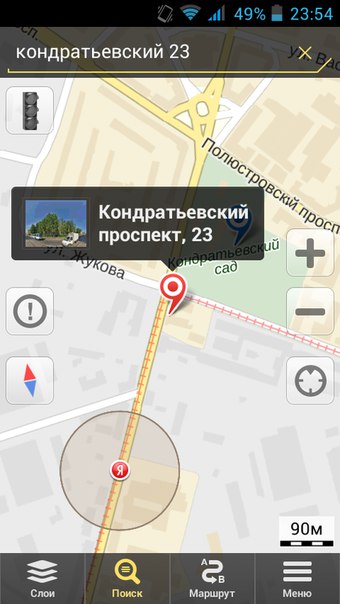 49% 23:54
кондратьевский 23
ул. Вас
просп.
Полюстровский просп
Кондратьевский
проспект, 23
Кондратьевский
сад
ул. Жукова
Я
90м
A
B
Слои
Поиск
Маршрут
Меню